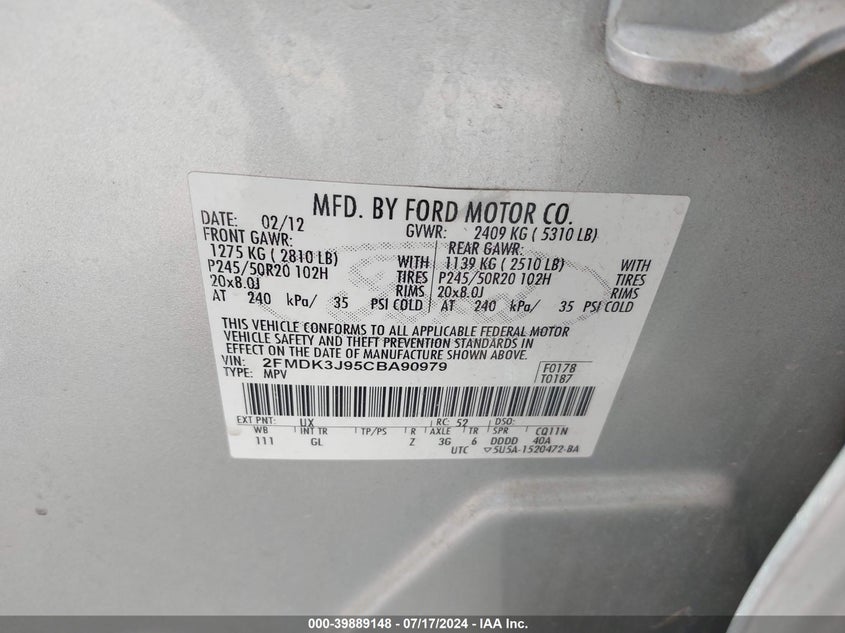 MFD. BY FORD MOTOR CO.
DATE: 02/12 GVWR: 2409 KG ( 5310 LB)
FRONT GAWR: REAR GAWR:
1275 KG ( 2810 LB) WITH 1139 KG ( 2510 LB) WITH
P245/50R20 102H TIRES P245/50R20 102H TIRES
20x8.0J RIMS 20x8.0J RIMS
AT 240 kPa/ 35 PSI COLD AT 240 kPa/ 35 PSI COLD
THIS VEHICLE CONFORMS TO ALL APPLICABLE FEDERAL MOTOR
VEHICLE SAFETY AND THEFT PREVENTION STANDARDS IN
EFFECT ON THE DATE OF MANUFACTURE SHOWN ABOVE.
VIN: 2FMDK3J95CBA90979 F0178
TYPE: MPV T0187
EXT PNT: UX RC: 52 DSO:
WB INT TR TP/PS R AXLE TR SPR CQ11N
111 GL Z 3G 6 DDDD 40A
UTC ▽5U5A-1520472-BA
000-39889148 - 07/17/2024 - IAAI.COM